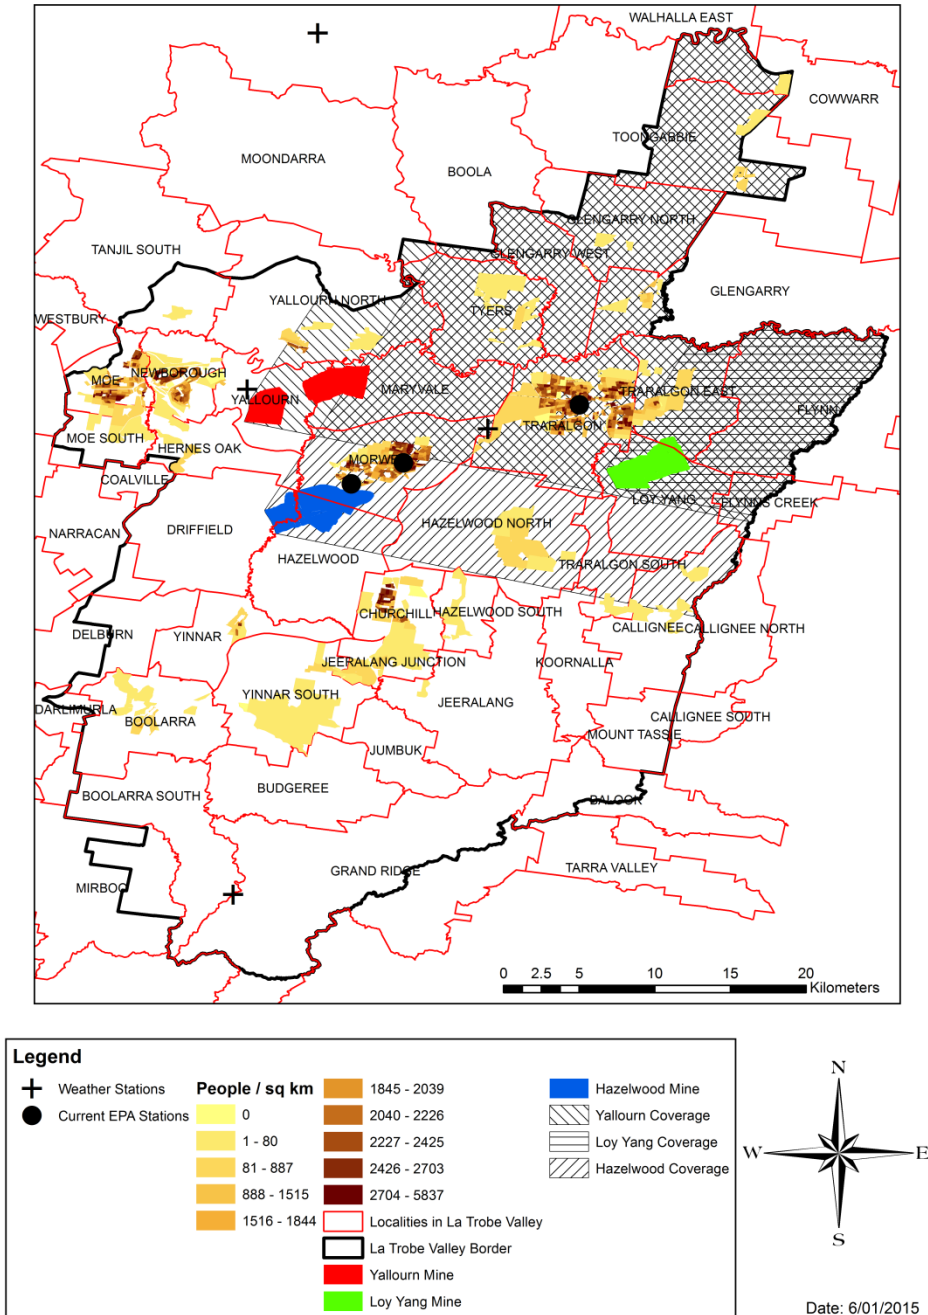 WALHALLA EAST
COWWARR
TOONGABBIE
MOONDARRA
BOOLA
GLENGARRY NORTH
TANJIL SOUTH
GLENGARRY WEST
GLENGARRY
YALLOURN NORTH
TYERS
WESTBURY
NEWBOROUGH
MOE
MARYVALE
TRARALGON EAST
YALLOURN
FLYNN
TRARALGON
MOE SOUTH
HERNES OAK
MORWE
COALVILLE
LOY YANG
FLYNNS CREEK
HAZELWOOD NORTH
DRIFFIELD
NARRACAN
HAZELWOOD
TRARALGON SOUTH
CHURCHILL
HAZELWOOD SOUTH
CALLIGNEE
CALLIGNEE NORTH
DELBURN
YINNAR
JEERALANG JUNCTION
KOORNALLA
YINNAR SOUTH
JEERALANG
DARLIMURLA
BOOLARRA
CALLIGNEE SOUTH
MOUNT TASSIE
JUMBUK
BUDGEREE
BOOLARRA SOUTH
BALOOK
GRAND RIDGE
TARRA VALLEY
MIRBOO
0 2.5 5 10 15 20
Kilometers
Legend
Weather Stations
Current EPA Stations
People / sq km
0
1 - 80
81 - 887
888 - 1515
1516 - 1844
1845 - 2039
2040 - 2226
2227 - 2425
2426 - 2703
2704 - 5837
Localities in La Trobe Valley
La Trobe Valley Border
Yallourn Mine
Loy Yang Mine
Hazelwood Mine
Yallourn Coverage
Loy Yang Coverage
Hazelwood Coverage
N
W
E
S
Date: 6/01/2015